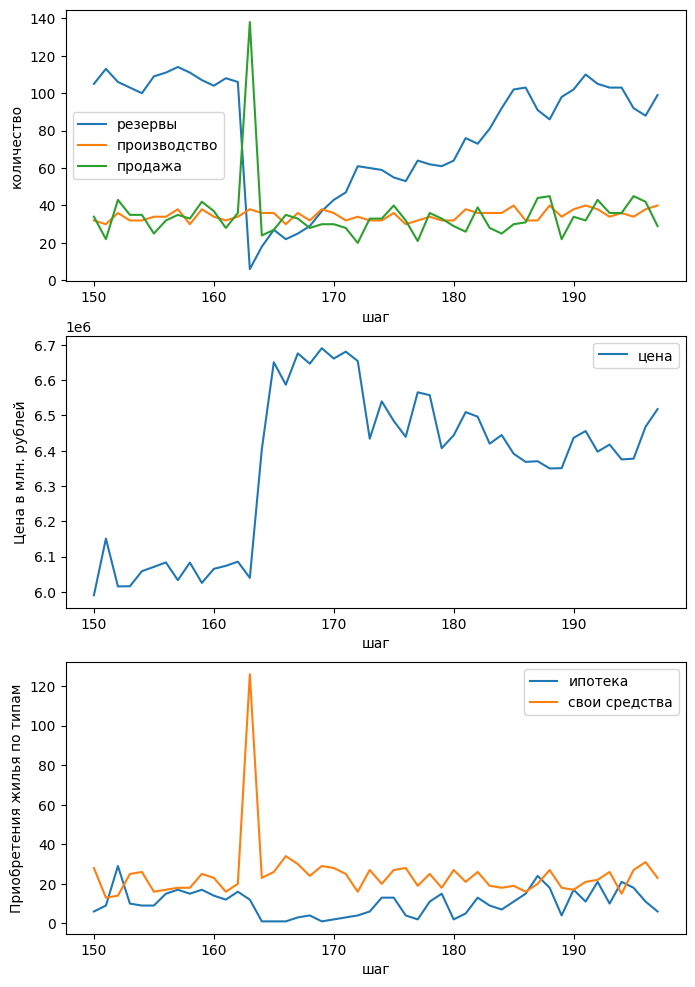 140
120
100
80
60
40
20
0
количество
резервы
производство
продажа
150 160 170 180 190
шаг
1e6
6.7
6.6
6.5
6.4
6.3
6.2
6.1
6.0
Цена в млн. рублей
цена
150 160 170 180 190
шаг
120
100
80
60
40
20
0
Приобретения жилья по типам
ипотека
свои средства
150 160 170 180 190
шаг